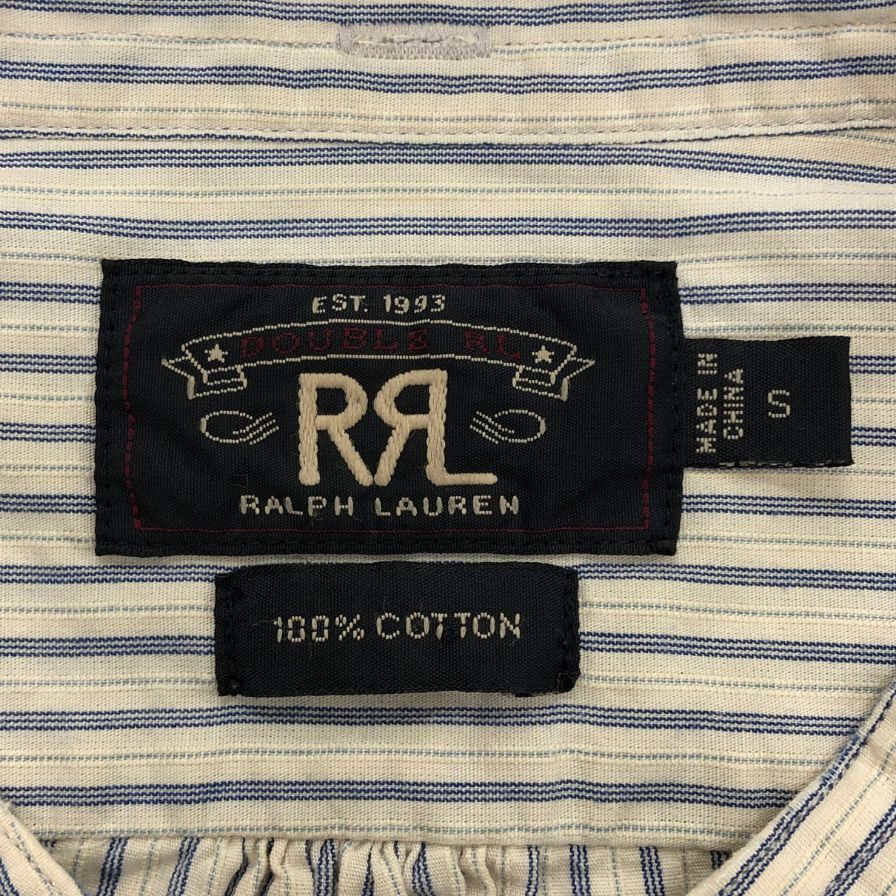 EST. 1993
DOUBLE RL
RRL
RALPH LAUREN
MADE IN
CHINA
S
100% COTTON